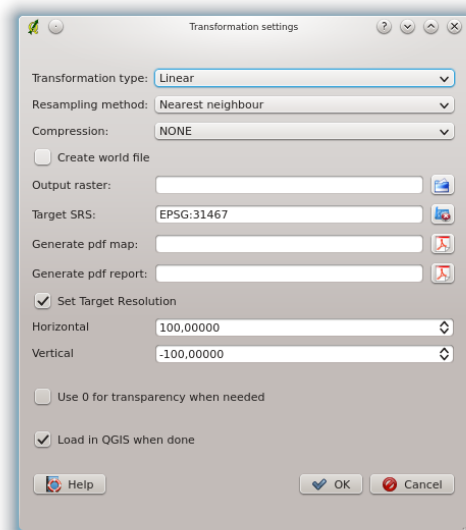 Transformation settings
Transformation type: Linear
Resampling method: Nearest neighbour
Compression: NONE
Create world file
Output raster:
Target SRS: EPSG:31467
Generate pdf map:
Generate pdf report:
Set Target Resolution
Horizontal 100,00000
Vertical -100,00000
Use 0 for transparency when needed
Load in QGIS when done
Help OK Cancel